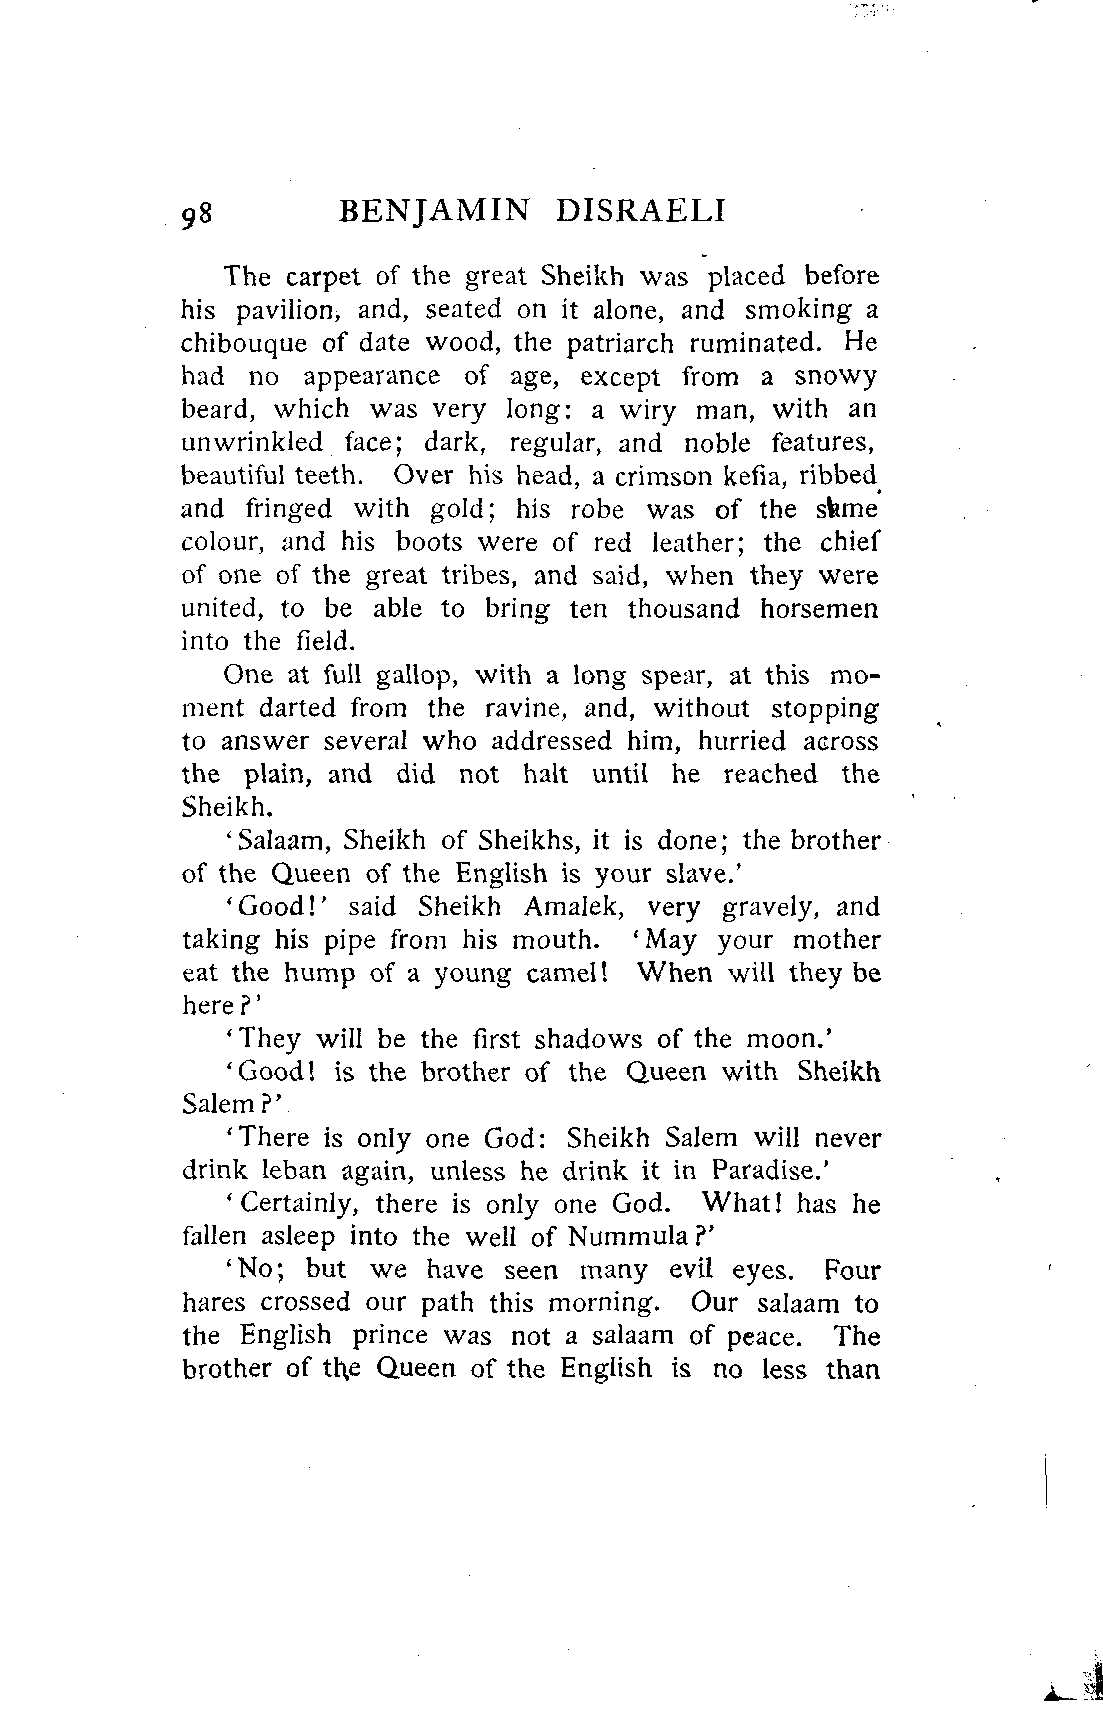 98 BENJAMIN DISRAELI
The carpet of the great Sheikh was placed before
his pavilion, and, seated on it alone, and smoking a
chibouque of date wood, the patriarch ruminated. He
had no appearance of age, except from a snowy
beard, which was very long: a wiry man, with an
unwrinkled face; dark, regular, and noble features,
beautiful teeth. Over his head, a crimson kefia, ribbed
and fringed with gold; his robe was of the same
colour, and his boots were of red leather; the chief
of one of the great tribes, and said, when they were
united, to be able to bring ten thousand horsemen
into the field.
One at full gallop, with a long spear, at this mo-
ment darted from the ravine, and, without stopping
to answer several who addressed him, hurried across
the plain, and did not halt until he reached the
Sheikh.
‘Salaam, Sheikh of Sheikhs, it is done; the brother
of the Queen of the English is your slave.’
‘Good!’ said Sheikh Amalek, very gravely, and
taking his pipe from his mouth. ‘May your mother
eat the hump of a young camel! When will they be
here?’
‘They will be the first shadows of the moon.’
‘Good! is the brother of the Queen with Sheikh
Salem?’
‘There is only one God: Sheikh Salem will never
drink leban again, unless he drink it in Paradise.’
‘Certainly, there is only one God. What! has he
fallen asleep into the well of Nummula?’
‘No; but we have seen many evil eyes. Four
hares crossed our path this morning. Our salaam to
the English prince was not a salaam of peace. The
brother of the Queen of the English is no less than